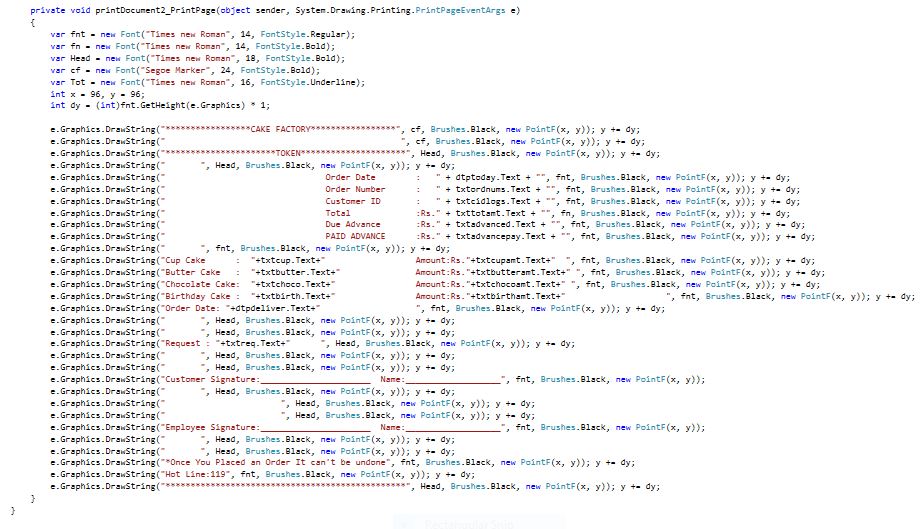 private void printDocument2_PrintPage(object sender, System.Drawing.Printing.PrintPageEventArgs e)
{
var fnt = new Font("Times new Roman", 14, FontStyle.Regular);
var fn = new Font("Times new Roman", 14, FontStyle.Bold);
var Head = new Font("Times new Roman", 18, FontStyle.Bold);
var cf = new Font("Segoe Marker", 24, FontStyle.Bold);
var Tot = new Font("Times new Roman", 16, FontStyle.Underline);
int x = 96, y = 96;
int dy = (int)fnt.GetHeight(e.Graphics) * 1;
e.Graphics.DrawString("*****************CAKE FACTORY*****************", cf, Brushes.Black, new PointF(x, y)); y += dy;
e.Graphics.DrawString("                                               ", cf, Brushes.Black, new PointF(x, y)); y += dy;
e.Graphics.DrawString("**********************TOKEN*********************", Head, Brushes.Black, new PointF(x, y)); y += dy;
e.Graphics.DrawString("       ", Head, Brushes.Black, new PointF(x, y)); y += dy;
e.Graphics.DrawString("                                Order Date        :   " + dtptoday.Text + "", fnt, Brushes.Black, new PointF(x, y)); y += dy;
e.Graphics.DrawString("                                Order Number      :   " + txtordnums.Text + "", fnt, Brushes.Black, new PointF(x, y)); y += dy;
e.Graphics.DrawString("                                Customer ID       :   " + txtcidlogs.Text + "", fnt, Brushes.Black, new PointF(x, y)); y += dy;
e.Graphics.DrawString("                                Total             :Rs." + txttotamt.Text + "", fn, Brushes.Black, new PointF(x, y)); y += dy;
e.Graphics.DrawString("                                Due Advance       :Rs." + txtadvanced.Text + "", fnt, Brushes.Black, new PointF(x, y)); y += dy;
e.Graphics.DrawString("                                PAID ADVANCE      :Rs." + txtadvancepay.Text + "", fnt, Brushes.Black, new PointF(x, y)); y += dy;
e.Graphics.DrawString("       ", fnt, Brushes.Black, new PointF(x, y)); y += dy;
e.Graphics.DrawString("Cup Cake      :  "+txtcup.Text+"                  Amount:Rs."+txtcupamt.Text+"  ", fnt, Brushes.Black, new PointF(x, y)); y += dy;
e.Graphics.DrawString("Butter Cake   :  "+txtbutter.Text+"               Amount:Rs."+txtbutteramt.Text+" ", fnt, Brushes.Black, new PointF(x, y)); y += dy;
e.Graphics.DrawString("Chocolate Cake:  "+txtchoco.Text+"                Amount:Rs."+txtchocoamt.Text+" ", fnt, Brushes.Black, new PointF(x, y)); y += dy;
e.Graphics.DrawString("Birthday Cake :  "+txtbirth.Text+"                Amount:Rs."+txtbirthamt.Text+"                    ", fnt, Brushes.Black, new PointF(x, y)); y += dy;
e.Graphics.DrawString("Order Date: "+dtpdeliver.Text+"                   ", fnt, Brushes.Black, new PointF(x, y)); y += dy;
e.Graphics.DrawString("       ", Head, Brushes.Black, new PointF(x, y)); y += dy;
e.Graphics.DrawString("       ", Head, Brushes.Black, new PointF(x, y)); y += dy;
e.Graphics.DrawString("Request : "+txtreq.Text+"      ", Head, Brushes.Black, new PointF(x, y)); y += dy;
e.Graphics.DrawString("       ", Head, Brushes.Black, new PointF(x, y)); y += dy;
e.Graphics.DrawString("       ", Head, Brushes.Black, new PointF(x, y)); y += dy;
e.Graphics.DrawString("Customer Signature:______________________  Name:___________________", fnt, Brushes.Black, new PointF(x, y));
e.Graphics.DrawString("       ", Head, Brushes.Black, new PointF(x, y)); y += dy;
e.Graphics.DrawString("                       ", Head, Brushes.Black, new PointF(x, y)); y += dy;
e.Graphics.DrawString("                       ", Head, Brushes.Black, new PointF(x, y)); y += dy;
e.Graphics.DrawString("Employee Signature:______________________  Name:___________________", fnt, Brushes.Black, new PointF(x, y));
e.Graphics.DrawString("       ", Head, Brushes.Black, new PointF(x, y)); y += dy;
e.Graphics.DrawString("       ", Head, Brushes.Black, new PointF(x, y)); y += dy;
e.Graphics.DrawString("*Once You Placed an Order It can't be undone", fnt, Brushes.Black, new PointF(x, y)); y += dy;
e.Graphics.DrawString("Hot Line:119", fnt, Brushes.Black, new PointF(x, y)); y += dy;
e.Graphics.DrawString("************************************************", Head, Brushes.Black, new PointF(x, y)); y += dy;
}
}
Rectangular Snip